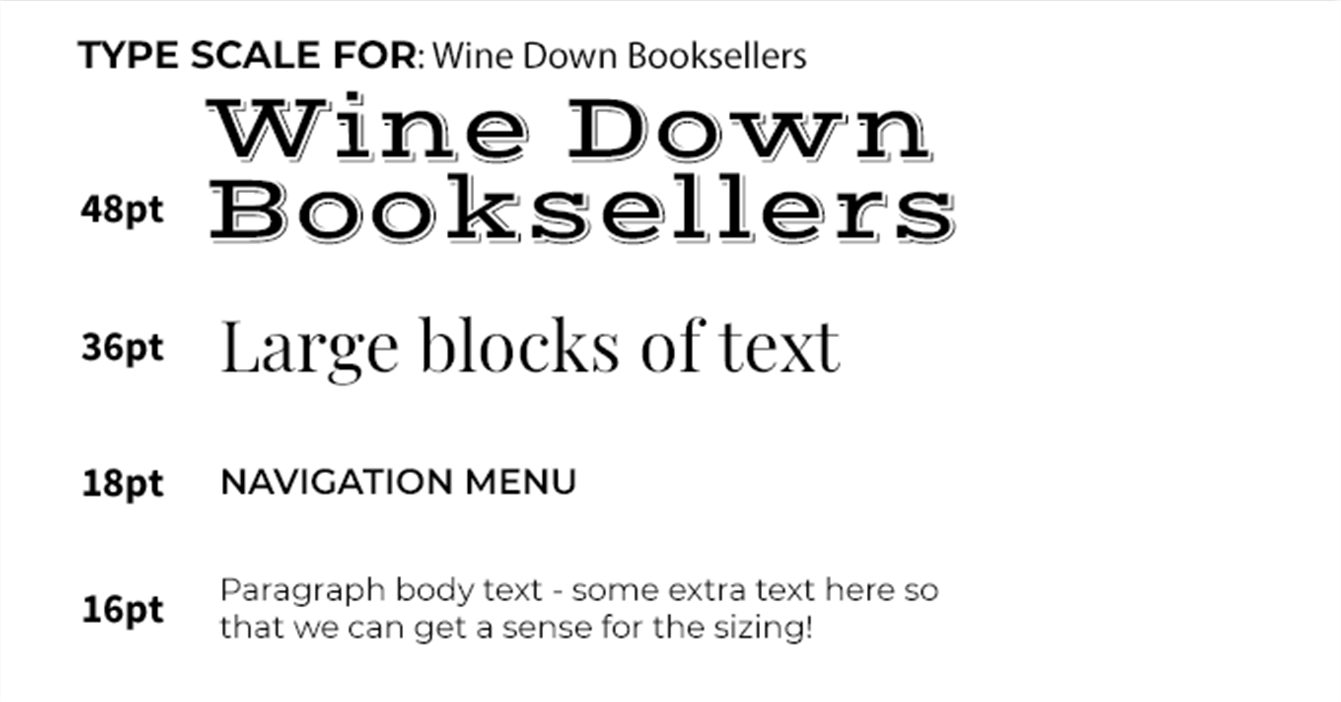 TYPE SCALE FOR: Wine Down Booksellers
Wine Down
48pt Booksellers
36pt Large blocks of text
18pt NAVIGATION MENU
16pt Paragraph body text - some extra text here so
that we can get a sense for the sizing!